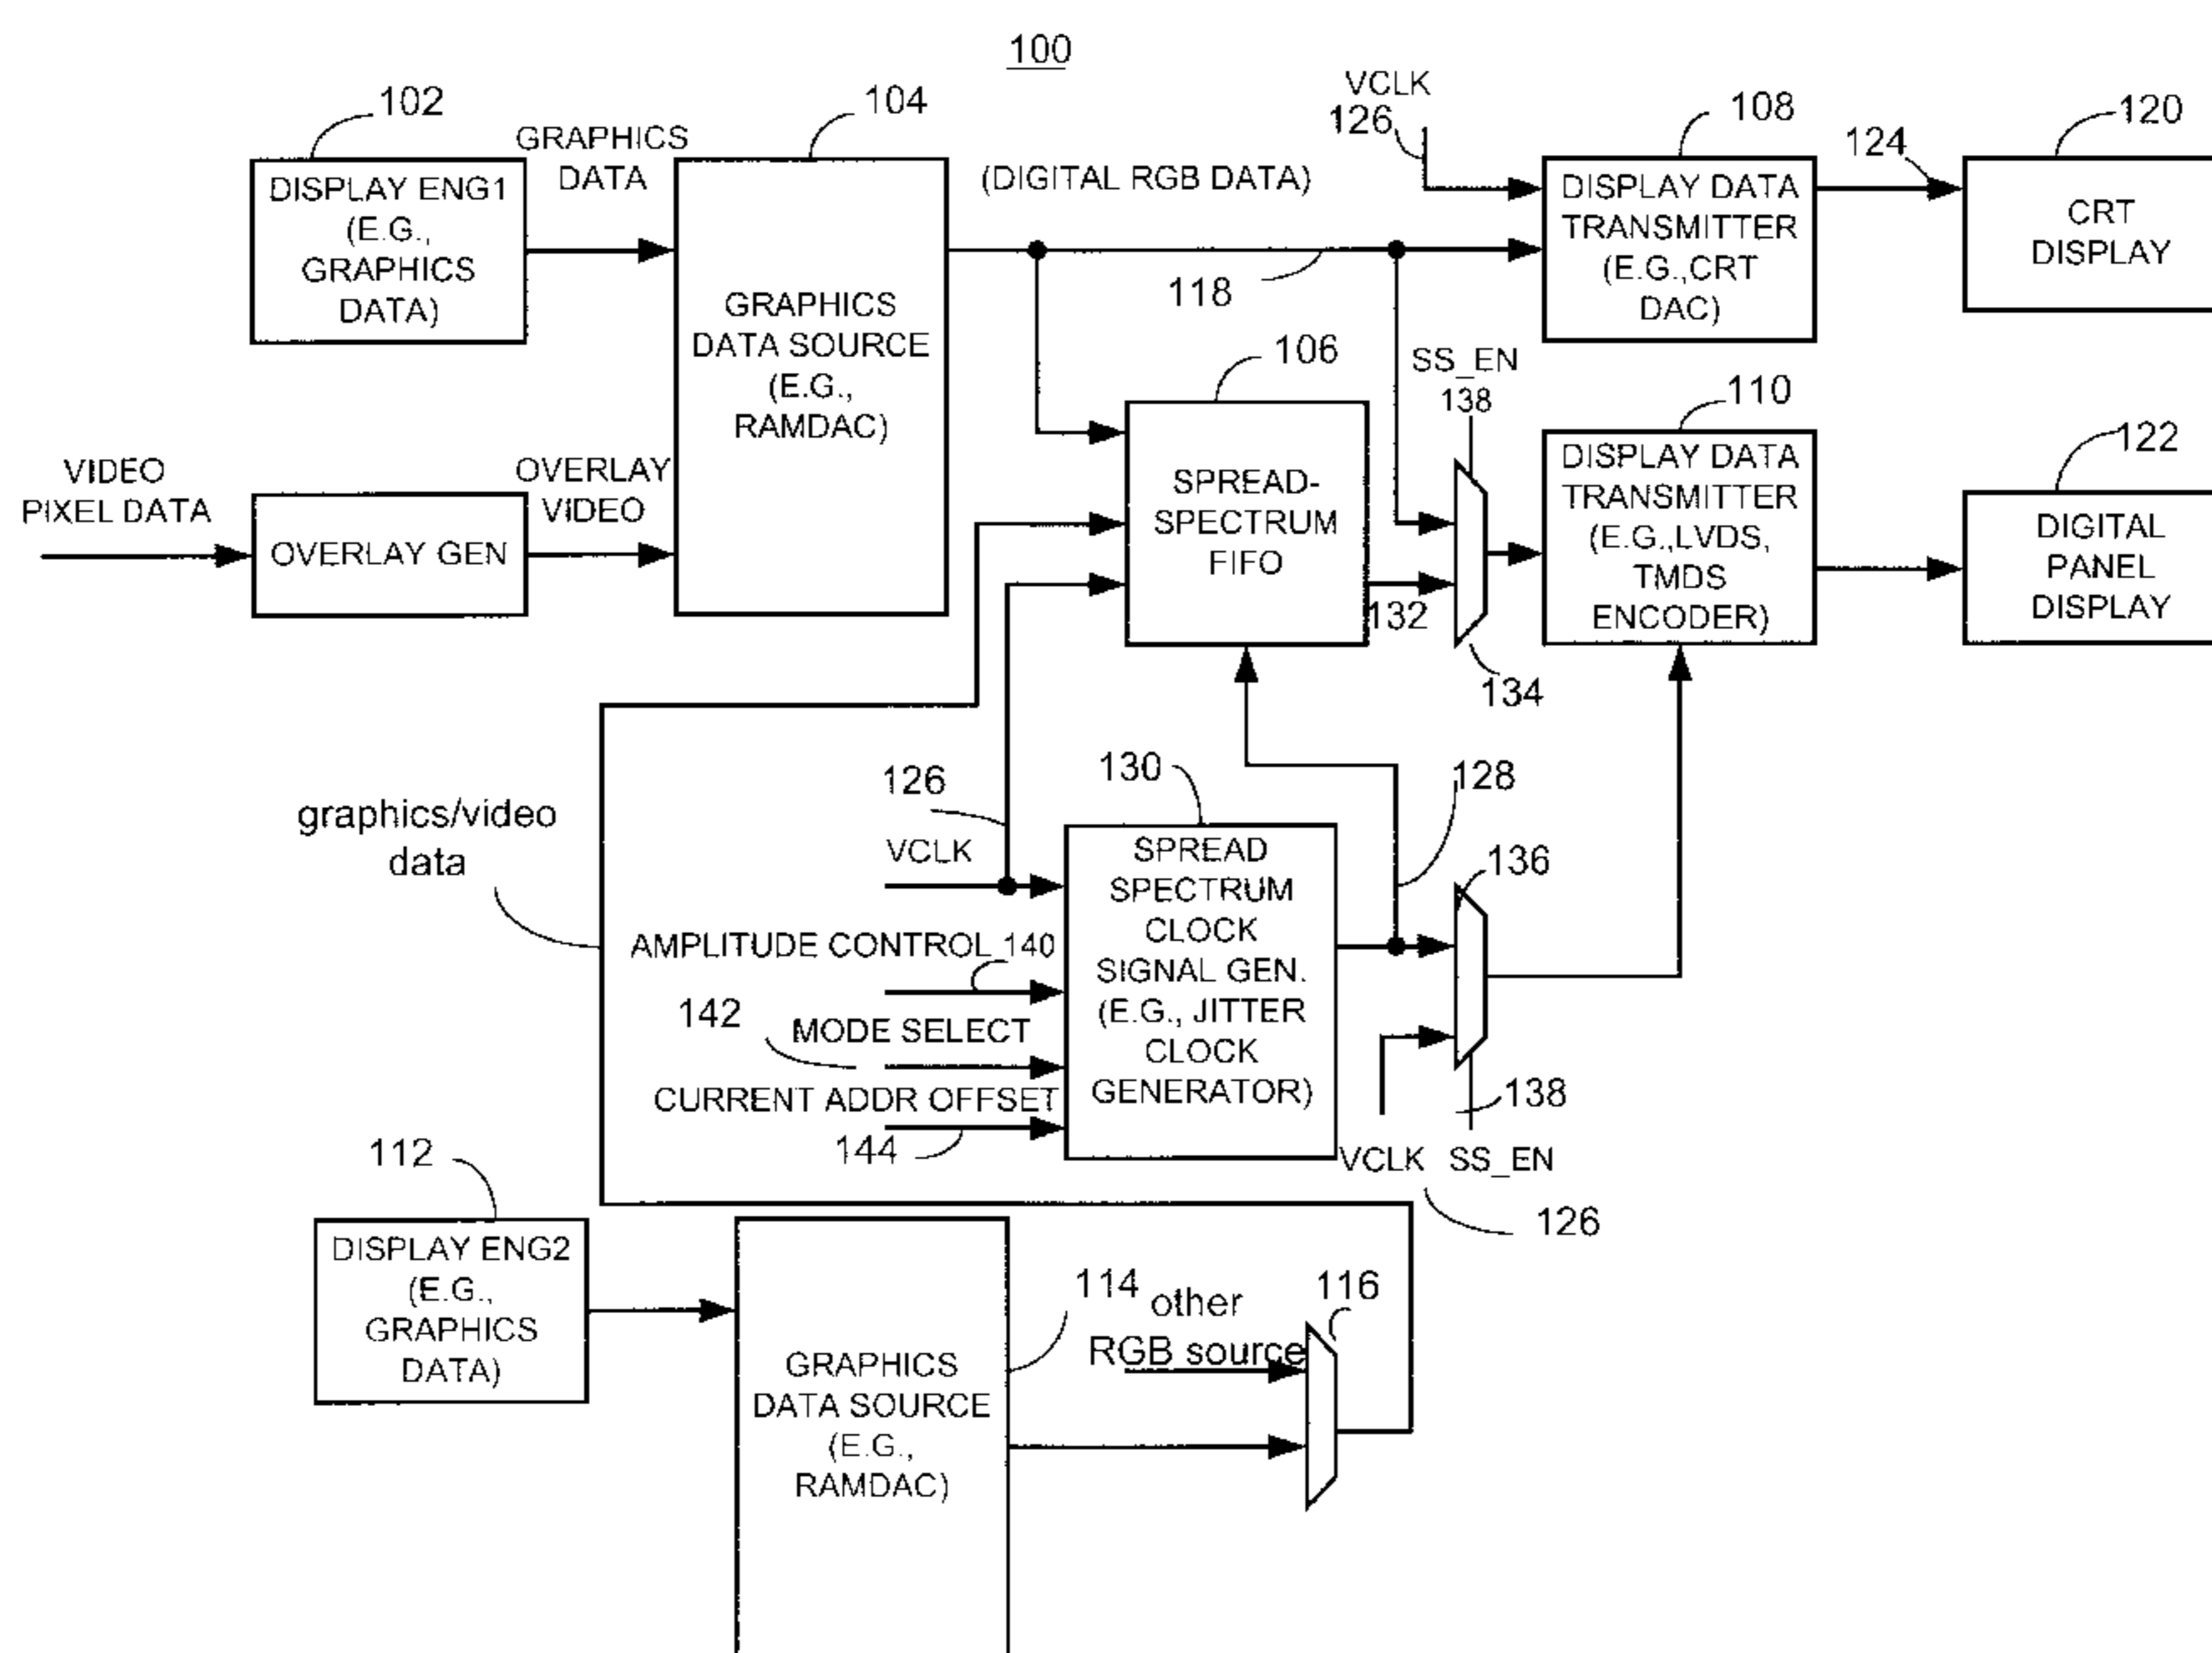 100
102
GRAPHICS
DATA
104
VCLK
126
108
124
120
DISPLAY ENG1
(E.G.,
GRAPHICS
DATA)
(DIGITAL RGB DATA)
118
DISPLAY DATA
TRANSMITTER
(E.G.,CRT
DAC)
CRT
DISPLAY
GRAPHICS
DATA SOURCE
(E.G.,
RAMDAC)
106
SS_EN
138
110
122
VIDEO
PIXEL DATA
OVERLAY GEN
OVERLAY
VIDEO
SPREAD-
SPECTRUM
FIFO
132
134
DISPLAY DATA
TRANSMITTER
(E.G.,LVDS,
TMDS
ENCODER)
DIGITAL
PANEL
DISPLAY
graphics/video
data
126
VCLK
130
128
136
AMPLITUDE CONTROL 140
142
MODE SELECT
CURRENT ADDR OFFSET
144
SPREAD
SPECTRUM
CLOCK
SIGNAL GEN.
(E.G., JITTER
CLOCK
GENERATOR)
138
VCLK SS_EN
126
112
DISPLAY ENG2
(E.G.,
GRAPHICS
DATA)
114
GRAPHICS
DATA SOURCE
(E.G.,
RAMDAC)
other
RGB source
116